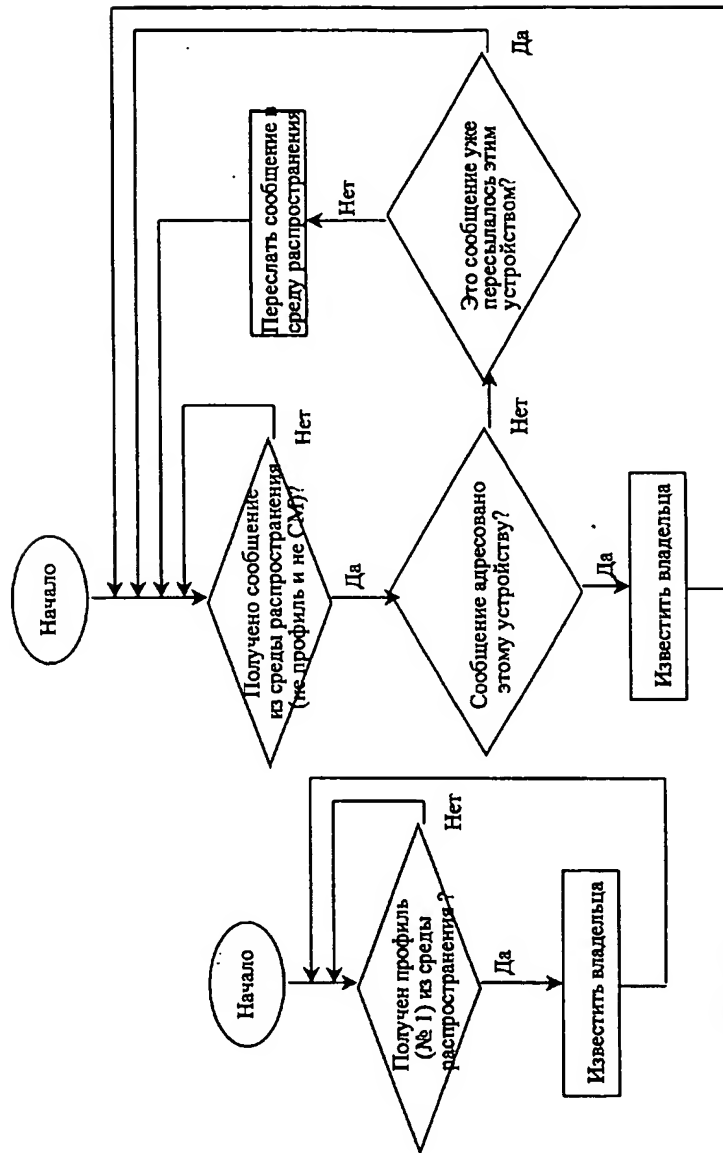 Начало
Получен профиль
(№ 1) из среды
распространения ?
Нет
Да
Известить владельца
Начало
Получено сообщение
из среды распространения
(не профиль и не СМ)?
Нет
Да
Сообщение адресовано
этому устройству?
Нет
Да
Известить владельца
Переслать сообщение в
среду распространения
Нет
Это сообщение уже
пересылалось этим
устройством?
Да